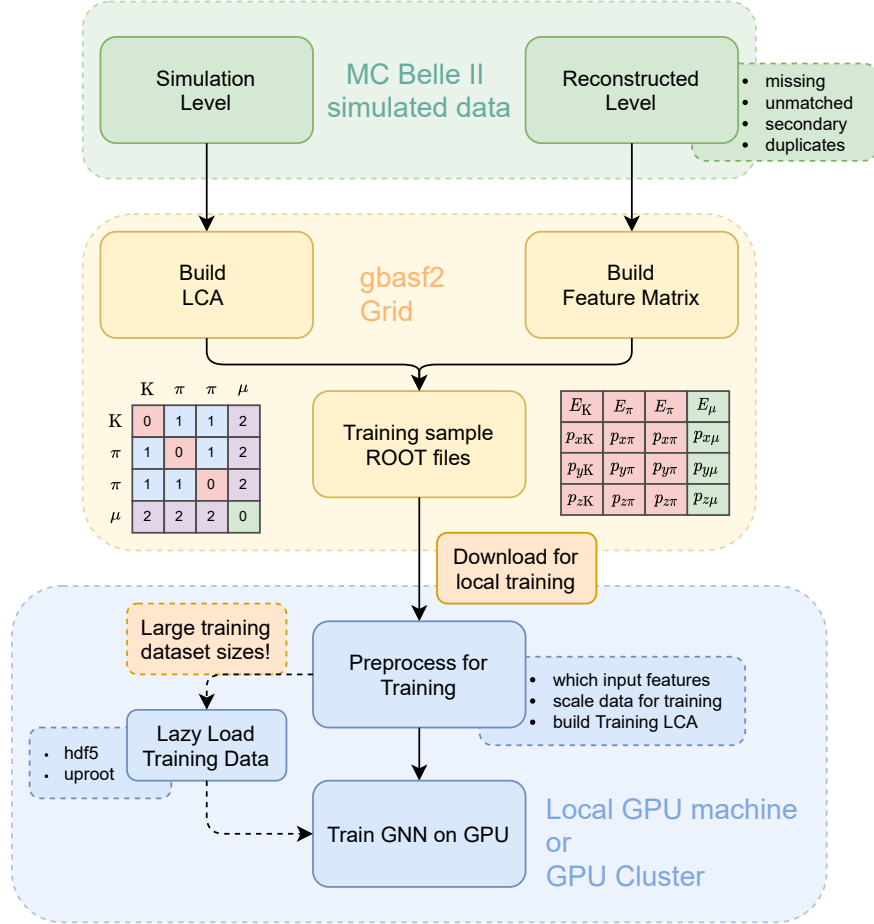 Simulation
Level
MC Belle II
simulated data
Reconstructed
Level
• missing
• unmatched
• secondary
• duplicates
Build
LCA
gbasf2
Grid
Build
Feature Matrix
K π π μ
K 0 1 1 2
π 1 0 1 2
π 1 1 0 2
μ 2 2 2 0
Training sample
ROOT files
E_K E_π E_π E_μ
p_xK p_xπ p_xπ p_xμ
p_yK p_yπ p_yπ p_yμ
p_zK p_zπ p_zπ p_zμ
Download for
local training
Large training
dataset sizes!
Preprocess for
Training
• which input features
• scale data for training
• build Training LCA
Lazy Load
Training Data
• hdf5
• uproot
Train GNN on GPU
Local GPU machine
or
GPU Cluster